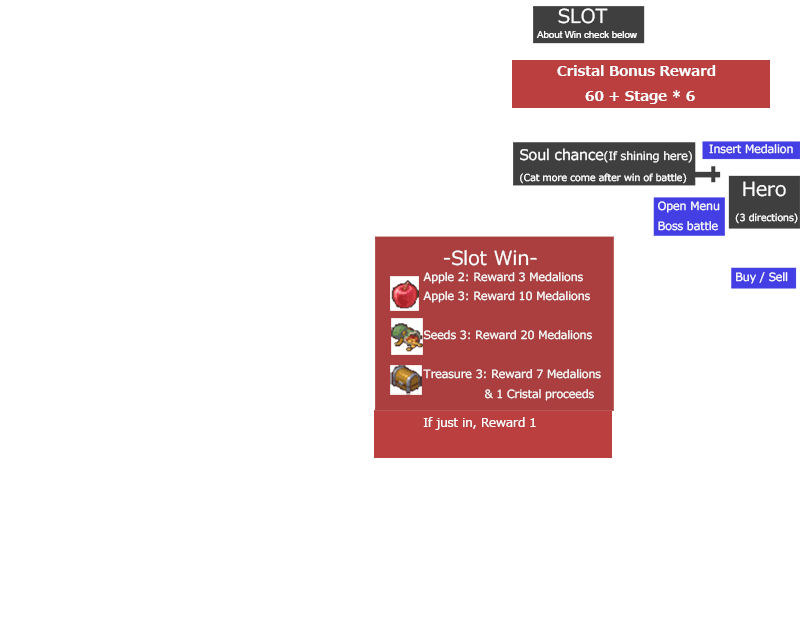 SLOT
About Win check below
Cristal Bonus Reward
60 + Stage * 6
Soul chance(If shining here)
(Cat more come after win of battle)
Insert Medalion
Hero
(3 directions)
Open Menu
Boss battle
Buy / Sell
-Slot Win-
Apple 2: Reward 3 Medalions
Apple 3: Reward 10 Medalions
Seeds 3: Reward 20 Medalions
Treasure 3: Reward 7 Medalions
& 1 Cristal proceeds
If just in, Reward 1